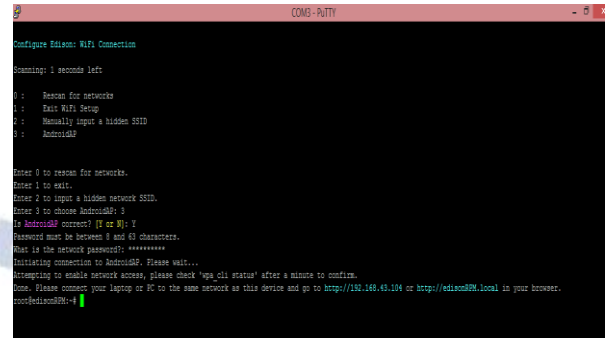 COM3 - PuTTY
Configure Edison: WiFi Connection
Scanning: 1 seconds left
0 : Rescan for networks
1 : Exit WiFi Setup
2 : Manually input a hidden SSID
3 : AndroidAP
Enter 0 to rescan for networks.
Enter 1 to exit.
Enter 2 to input a hidden network SSID.
Enter 3 to choose AndroidAP: 3
Is AndroidAP correct? [Y or N]: Y
Password must be between 8 and 63 characters.
What is the network password?: **********
Initiating connection to AndroidAP. Please wait...
Attempting to enable network access, please check 'wpa_cli status' after a minute to confirm.
Done. Please connect your laptop or PC to the same network as this device and go to http://192.168.43.104 or http://edisonRPM.local in your browser.
root@edisonRPM:~#